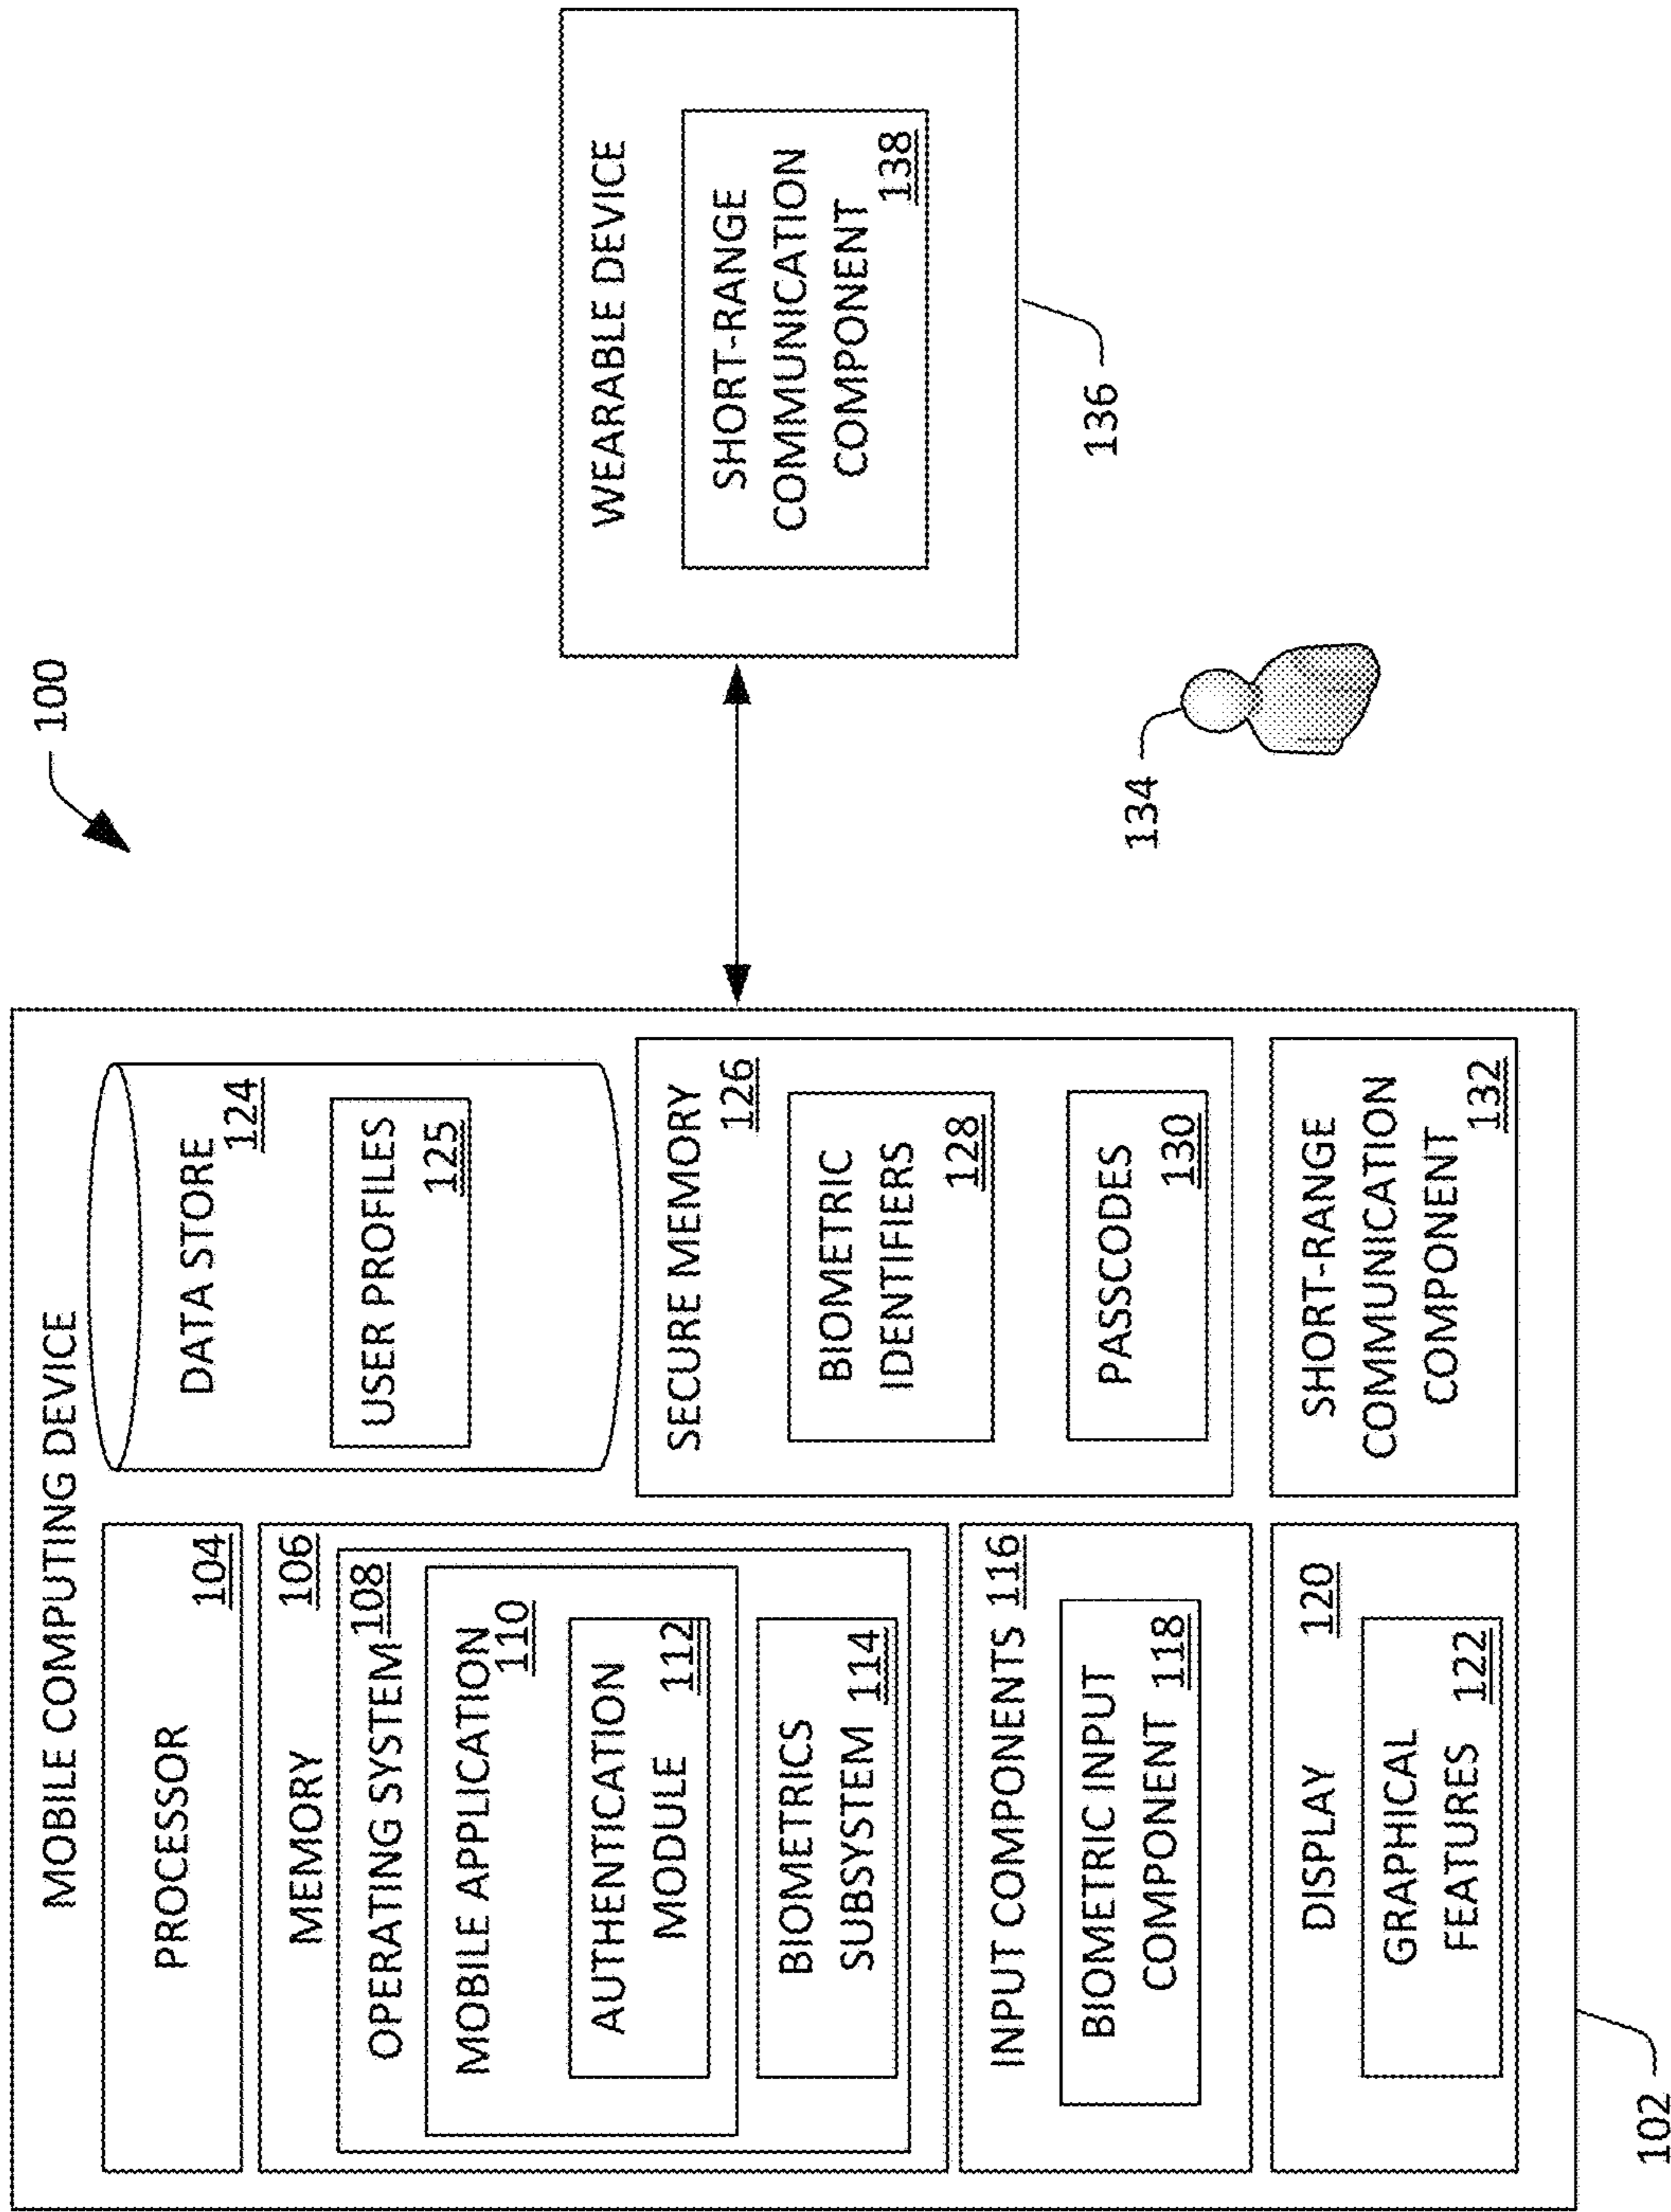 100
MOBILE COMPUTING DEVICE
PROCESSOR
104
MEMORY
106
OPERATING SYSTEM 108
MOBILE APPLICATION
110
AUTHENTICATION
MODULE 112
BIOMETRICS
SUBSYSTEM 114
INPUT COMPONENTS 116
BIOMETRIC INPUT
COMPONENT 118
DISPLAY
120
GRAPHICAL
FEATURES 122
DATA STORE
124
USER PROFILES
125
SECURE MEMORY
126
BIOMETRIC
IDENTIFIERS
128
PASSCODES
130
SHORT-RANGE
COMMUNICATION
COMPONENT
132
102
WEARABLE DEVICE
SHORT-RANGE
COMMUNICATION
COMPONENT
138
136
134